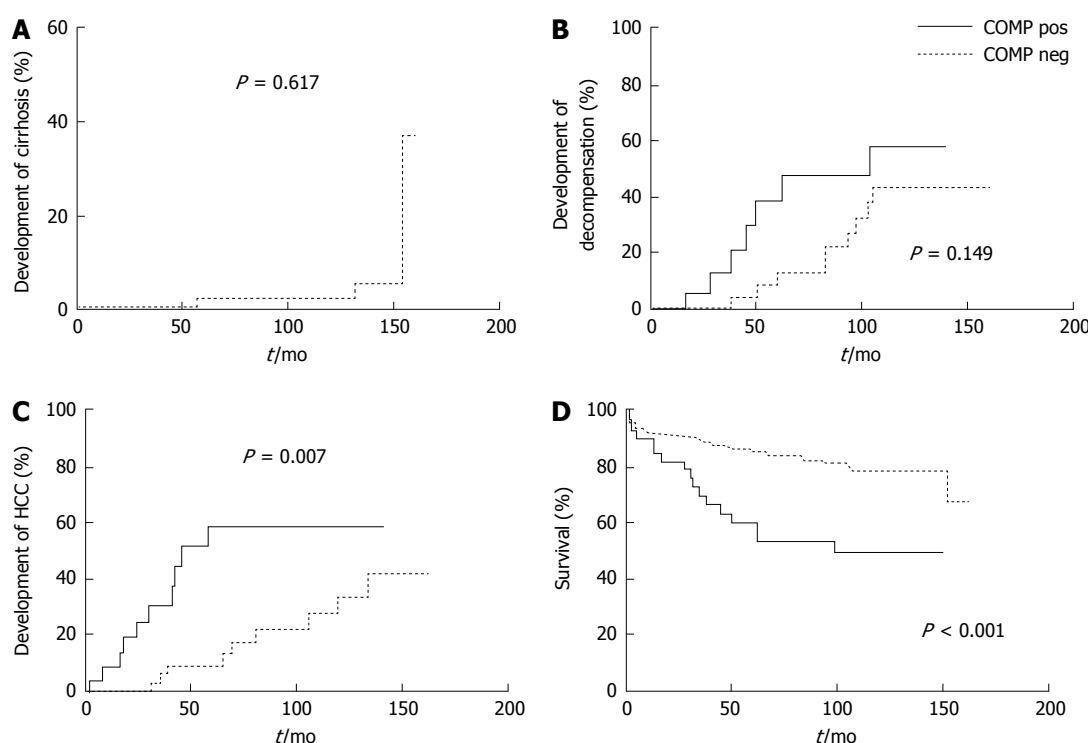 A
60
40
20
0
Development of cirrhosis (%)
P = 0.617
0 50 100 150 200
t/mo
B
100
80
60
40
20
0
Development of
decompensation (%)
COMP pos
COMP neg
P = 0.149
0 50 100 150 200
t/mo
C
100
80
60
40
20
0
Development of HCC (%)
P = 0.007
0 50 100 150 200
t/mo
D
100
80
60
40
20
0
Survival (%)
P < 0.001
0 50 100 150 200
t/mo